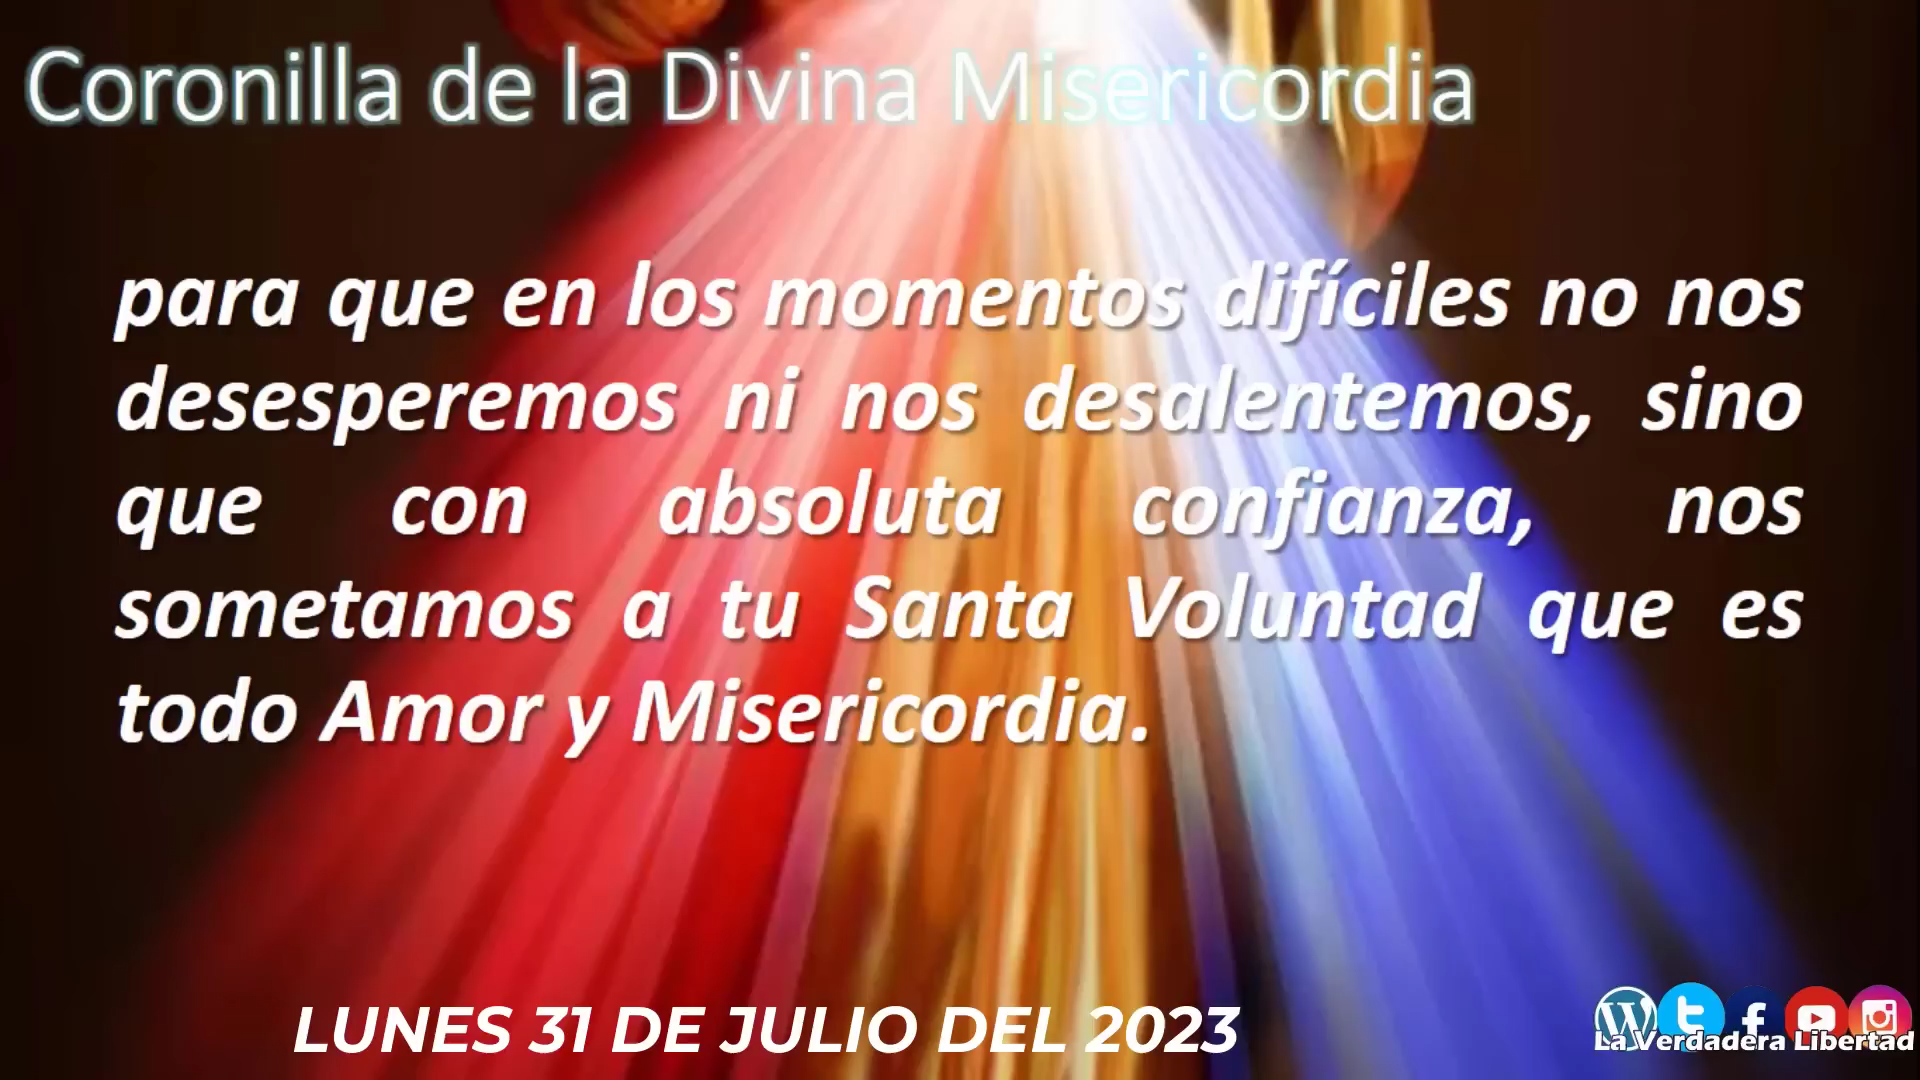 Coronilla de la Divina Misericordia
para que en los momentos difíciles no nos
desesperemos ni nos desalentemos, sino
que con absoluta confianza, nos
sometamos a tu Santa Voluntad que es
todo Amor y Misericordia.
LUNES 31 DE JULIO DEL 2023
La Verdadera Libertad